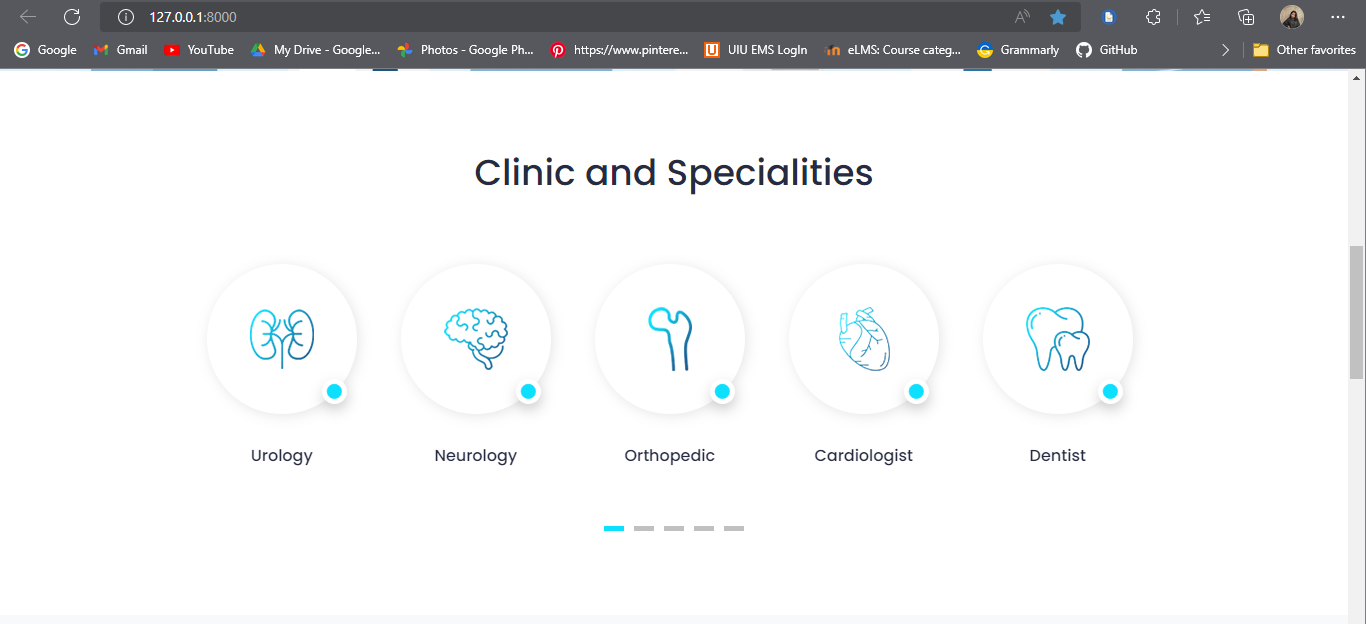 127.0.0.1:8000
Google Gmail YouTube My Drive - Google... Photos - Google Ph... https://www.pintere... UIU EMS LogIn eLMS: Course categ... Grammarly GitHub Other favorites
Clinic and Specialities
Urology Neurology Orthopedic Cardiologist Dentist